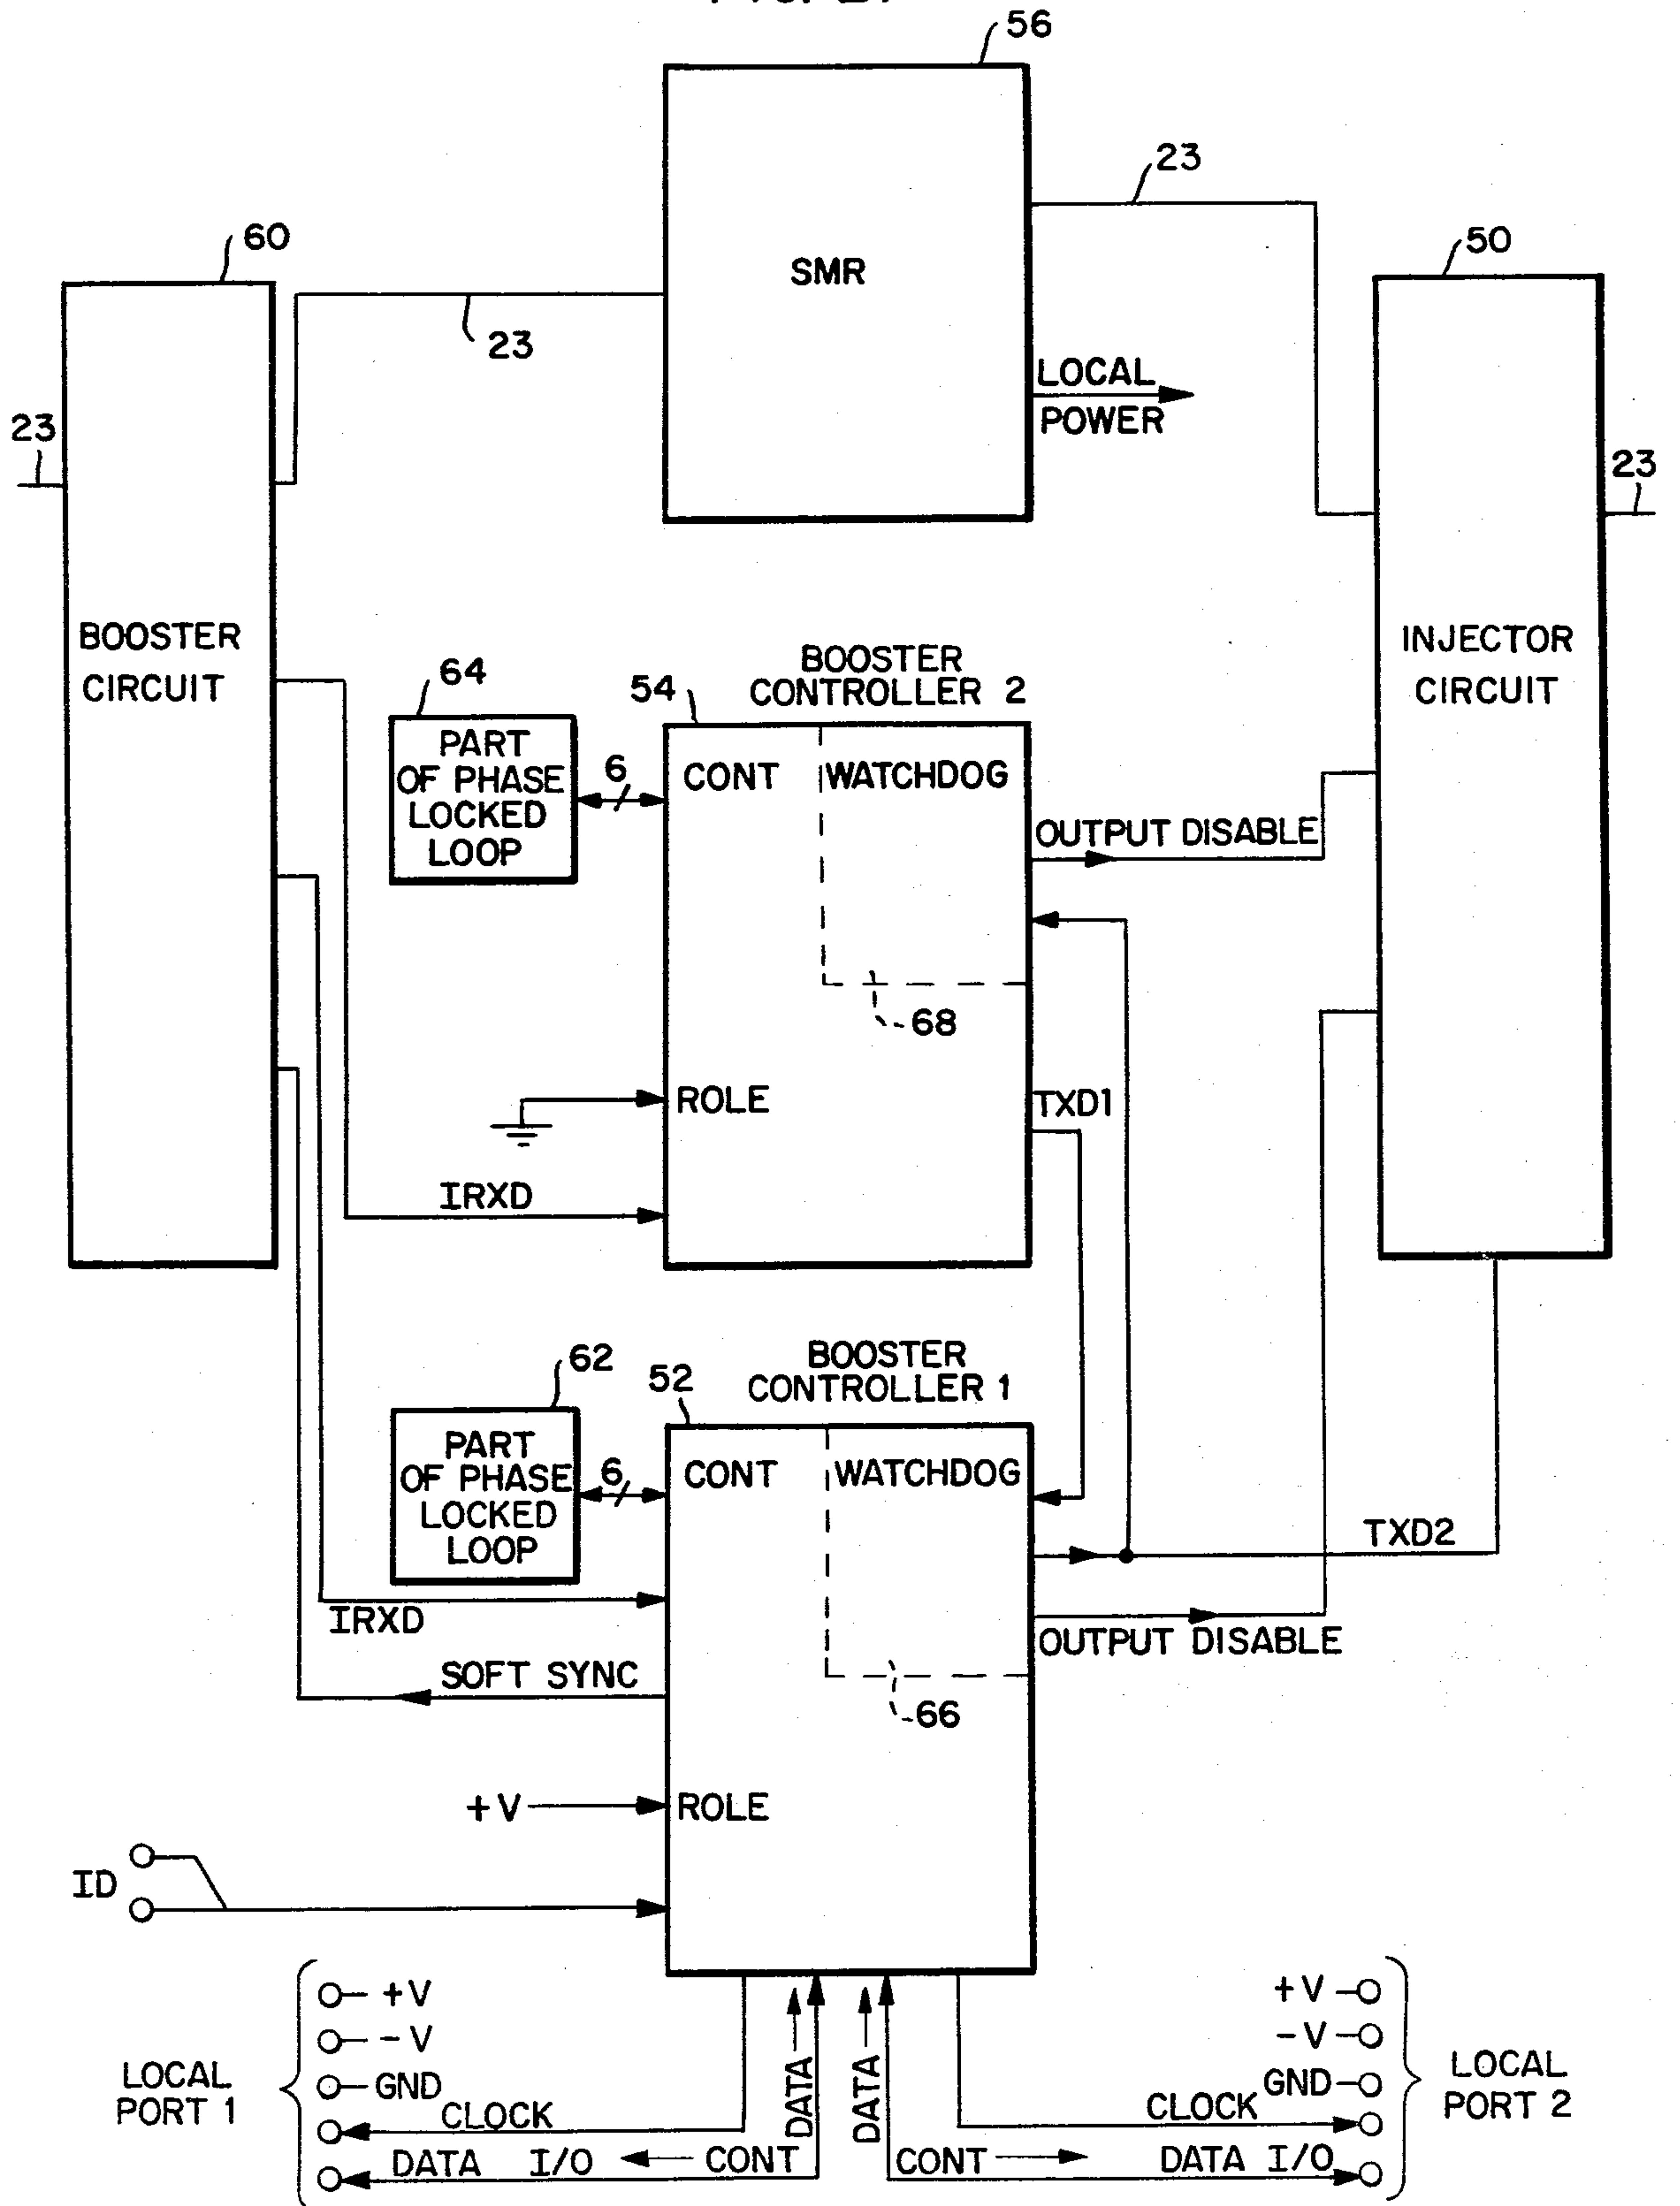 56
23
60
50
SMR
23
LOCAL
POWER
23
23
BOOSTER
CIRCUIT
INJECTOR
CIRCUIT
BOOSTER
CONTROLLER 2
64
54
PART
OF PHASE
LOCKED
LOOP
6
CONT
WATCHDOG
OUTPUT DISABLE
68
ROLE
TXD1
IRXD
BOOSTER
CONTROLLER 1
62
52
PART
OF PHASE
LOCKED
LOOP
6
CONT
WATCHDOG
TXD2
IRXD
OUTPUT DISABLE
SOFT SYNC
66
+V
ROLE
ID
LOCAL
PORT 1
+V
-V
GND
CLOCK
DATA I/O
CONT
DATA
DATA
CONT
+V
-V
GND
CLOCK
DATA I/O
LOCAL
PORT 2